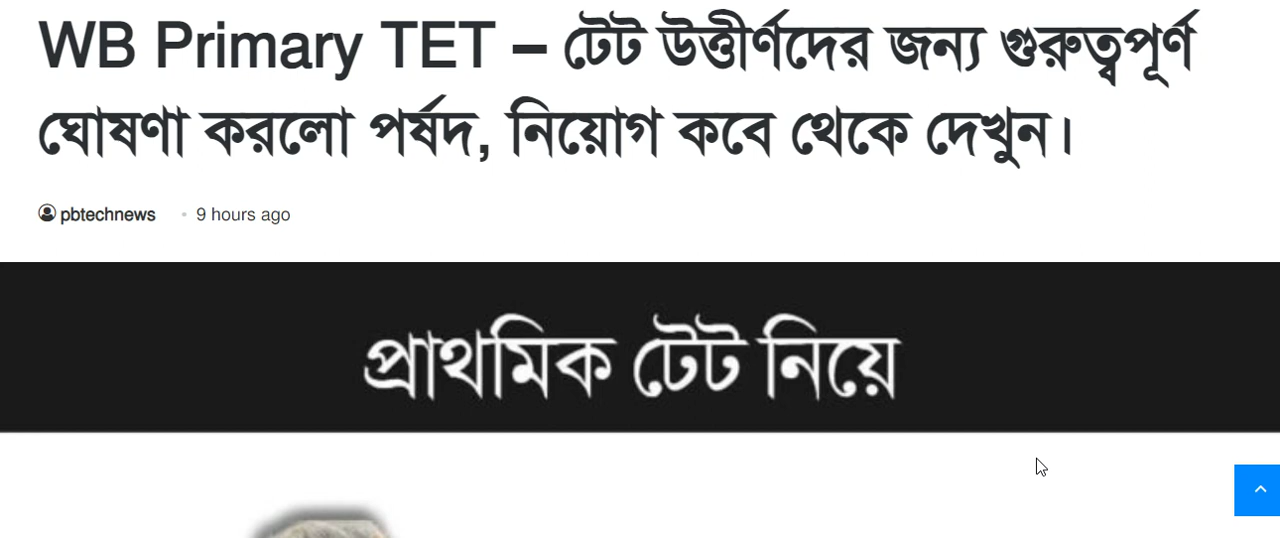 WB Primary TET – টেট উত্তীর্ণদের জন্য গুরুত্বপূর্ণ
ঘোষণা করলো পর্ষদ, নিয়োগ কবে থেকে দেখুন।
pbtechnews • 9 hours ago
প্রাথমিক টেট নিয়ে